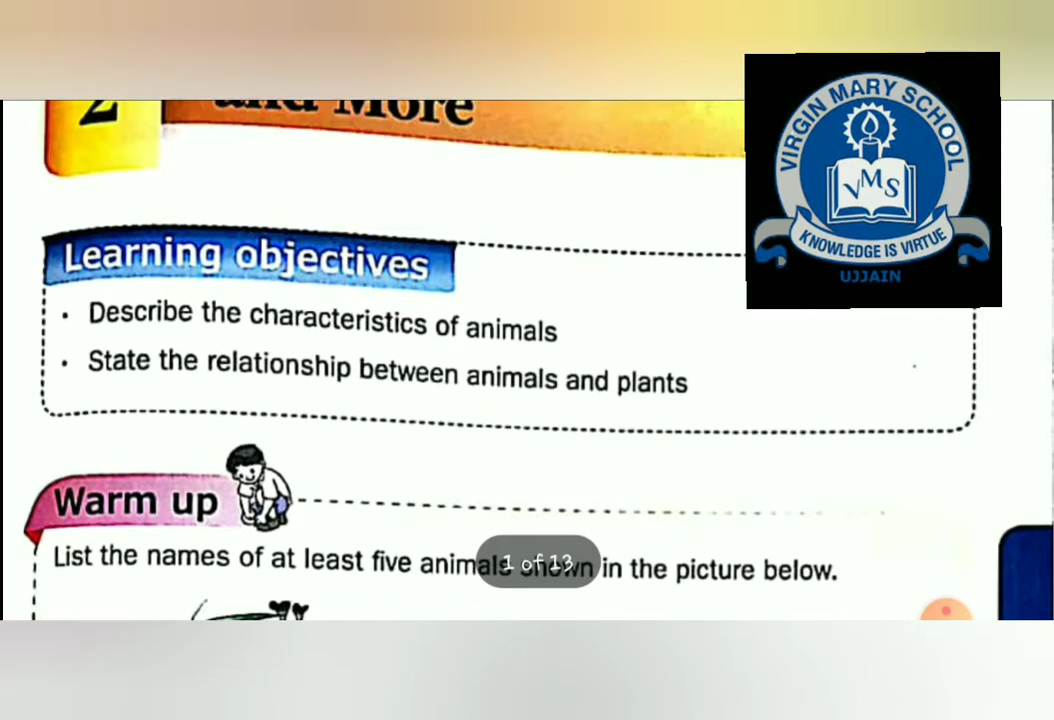 2
and More
VIRGIN MARY SCHOOL
VMS
KNOWLEDGE IS VIRTUE
UJJAIN
Learning objectives
• Describe the characteristics of animals
• State the relationship between animals and plants
Warm up
List the names of at least five animals shown in the picture below.
1 of 13